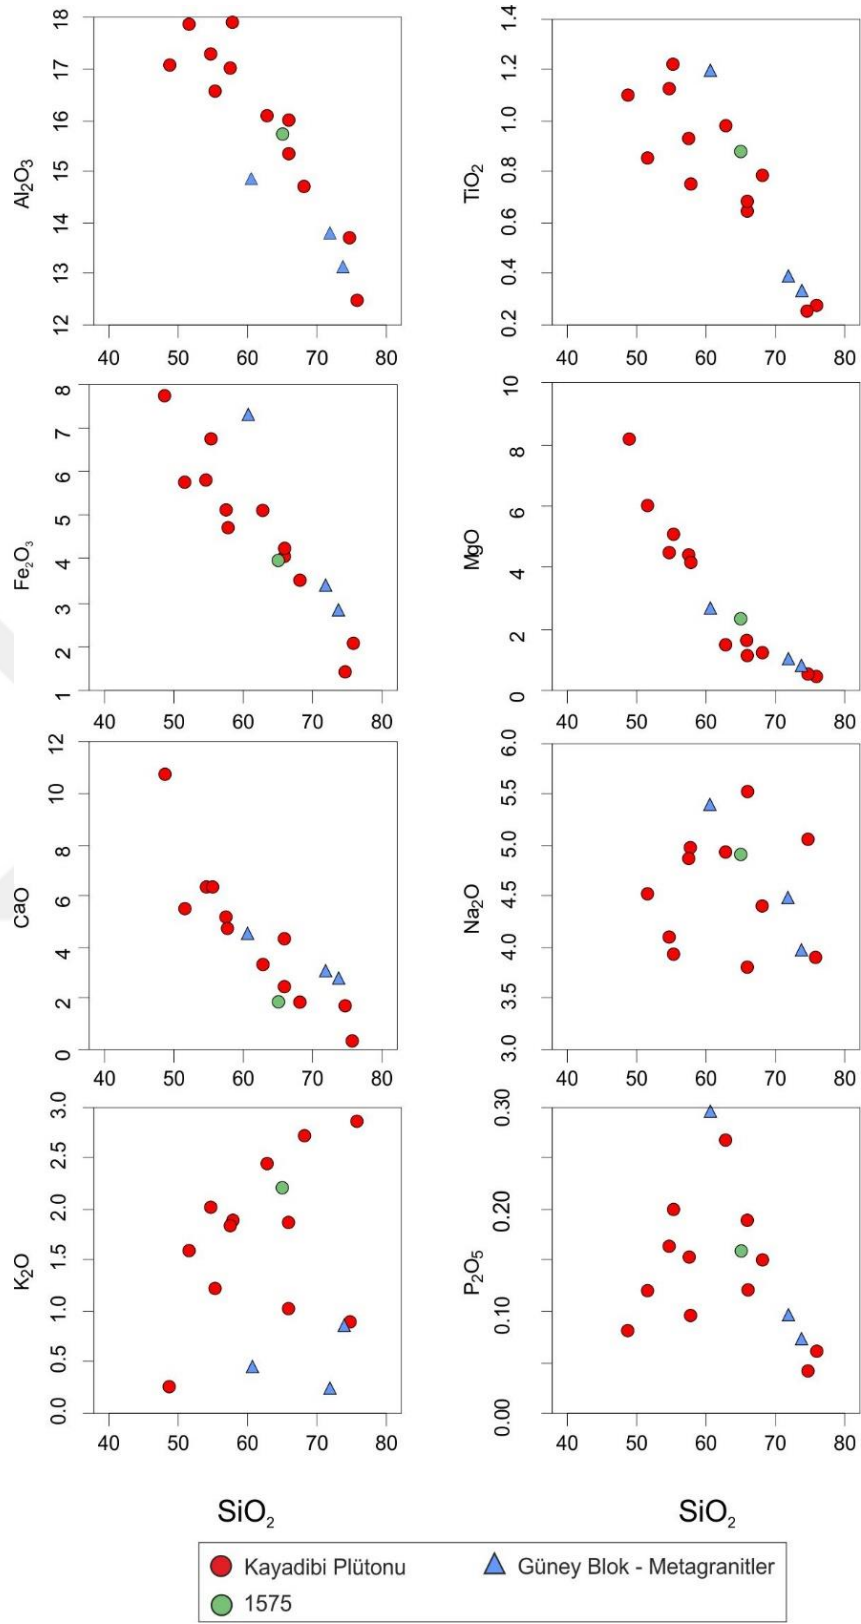 Al₂O₃
18
17
16
15
14
13
12
40 50 60 70 80
TiO₂
1.4
1.2
1.0
0.8
0.6
0.4
0.2
40 50 60 70 80
Fe₂O₃
8
7
6
5
4
3
2
1
40 50 60 70 80
MgO
10
8
6
4
2
0
40 50 60 70 80
CaO
12
10
8
6
4
2
0
40 50 60 70 80
Na₂O
6.0
5.5
5.0
4.5
4.0
3.5
3.0
40 50 60 70 80
K₂O
3.0
2.5
2.0
1.5
1.0
0.5
0.0
40 50 60 70 80
P₂O₅
0.30
0.20
0.10
0.00
40 50 60 70 80
SiO₂
SiO₂
Kayadibi Plütonu
Güney Blok - Metagranitler
1575